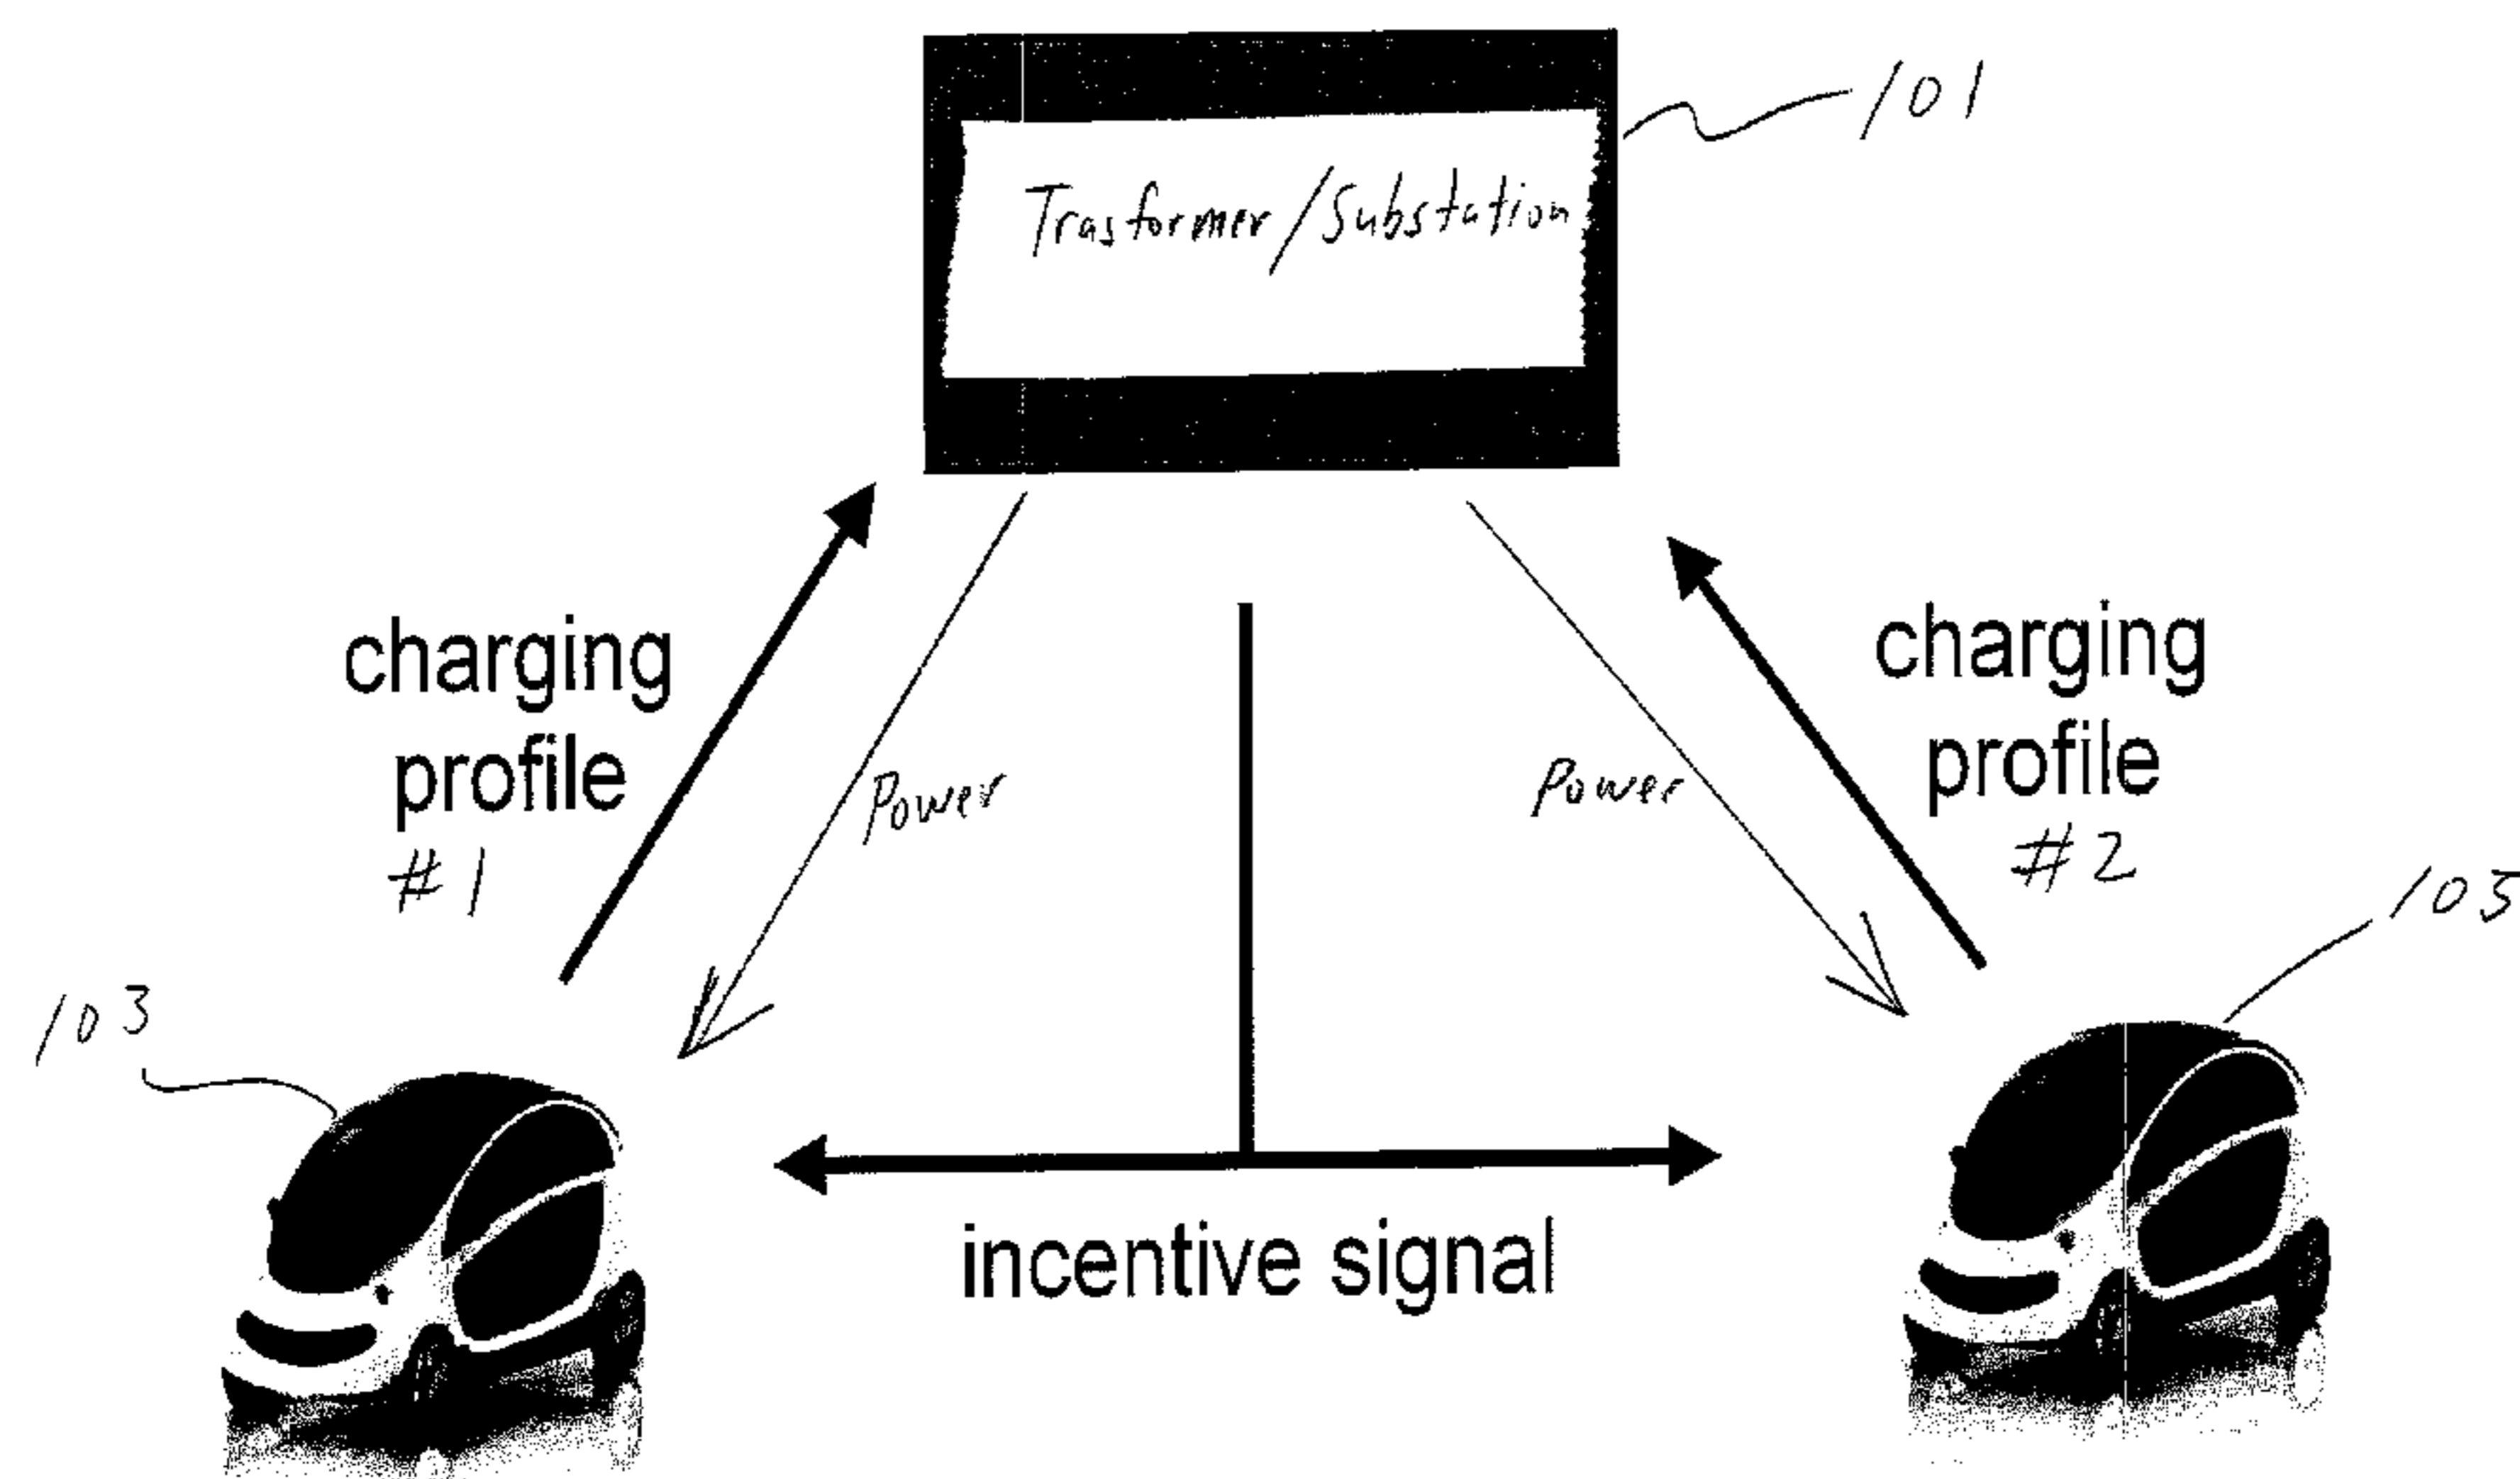 101
Trasformer/Substation
charging
profile
#1
Power
Power
charging
profile
#2
103
105
incentive signal